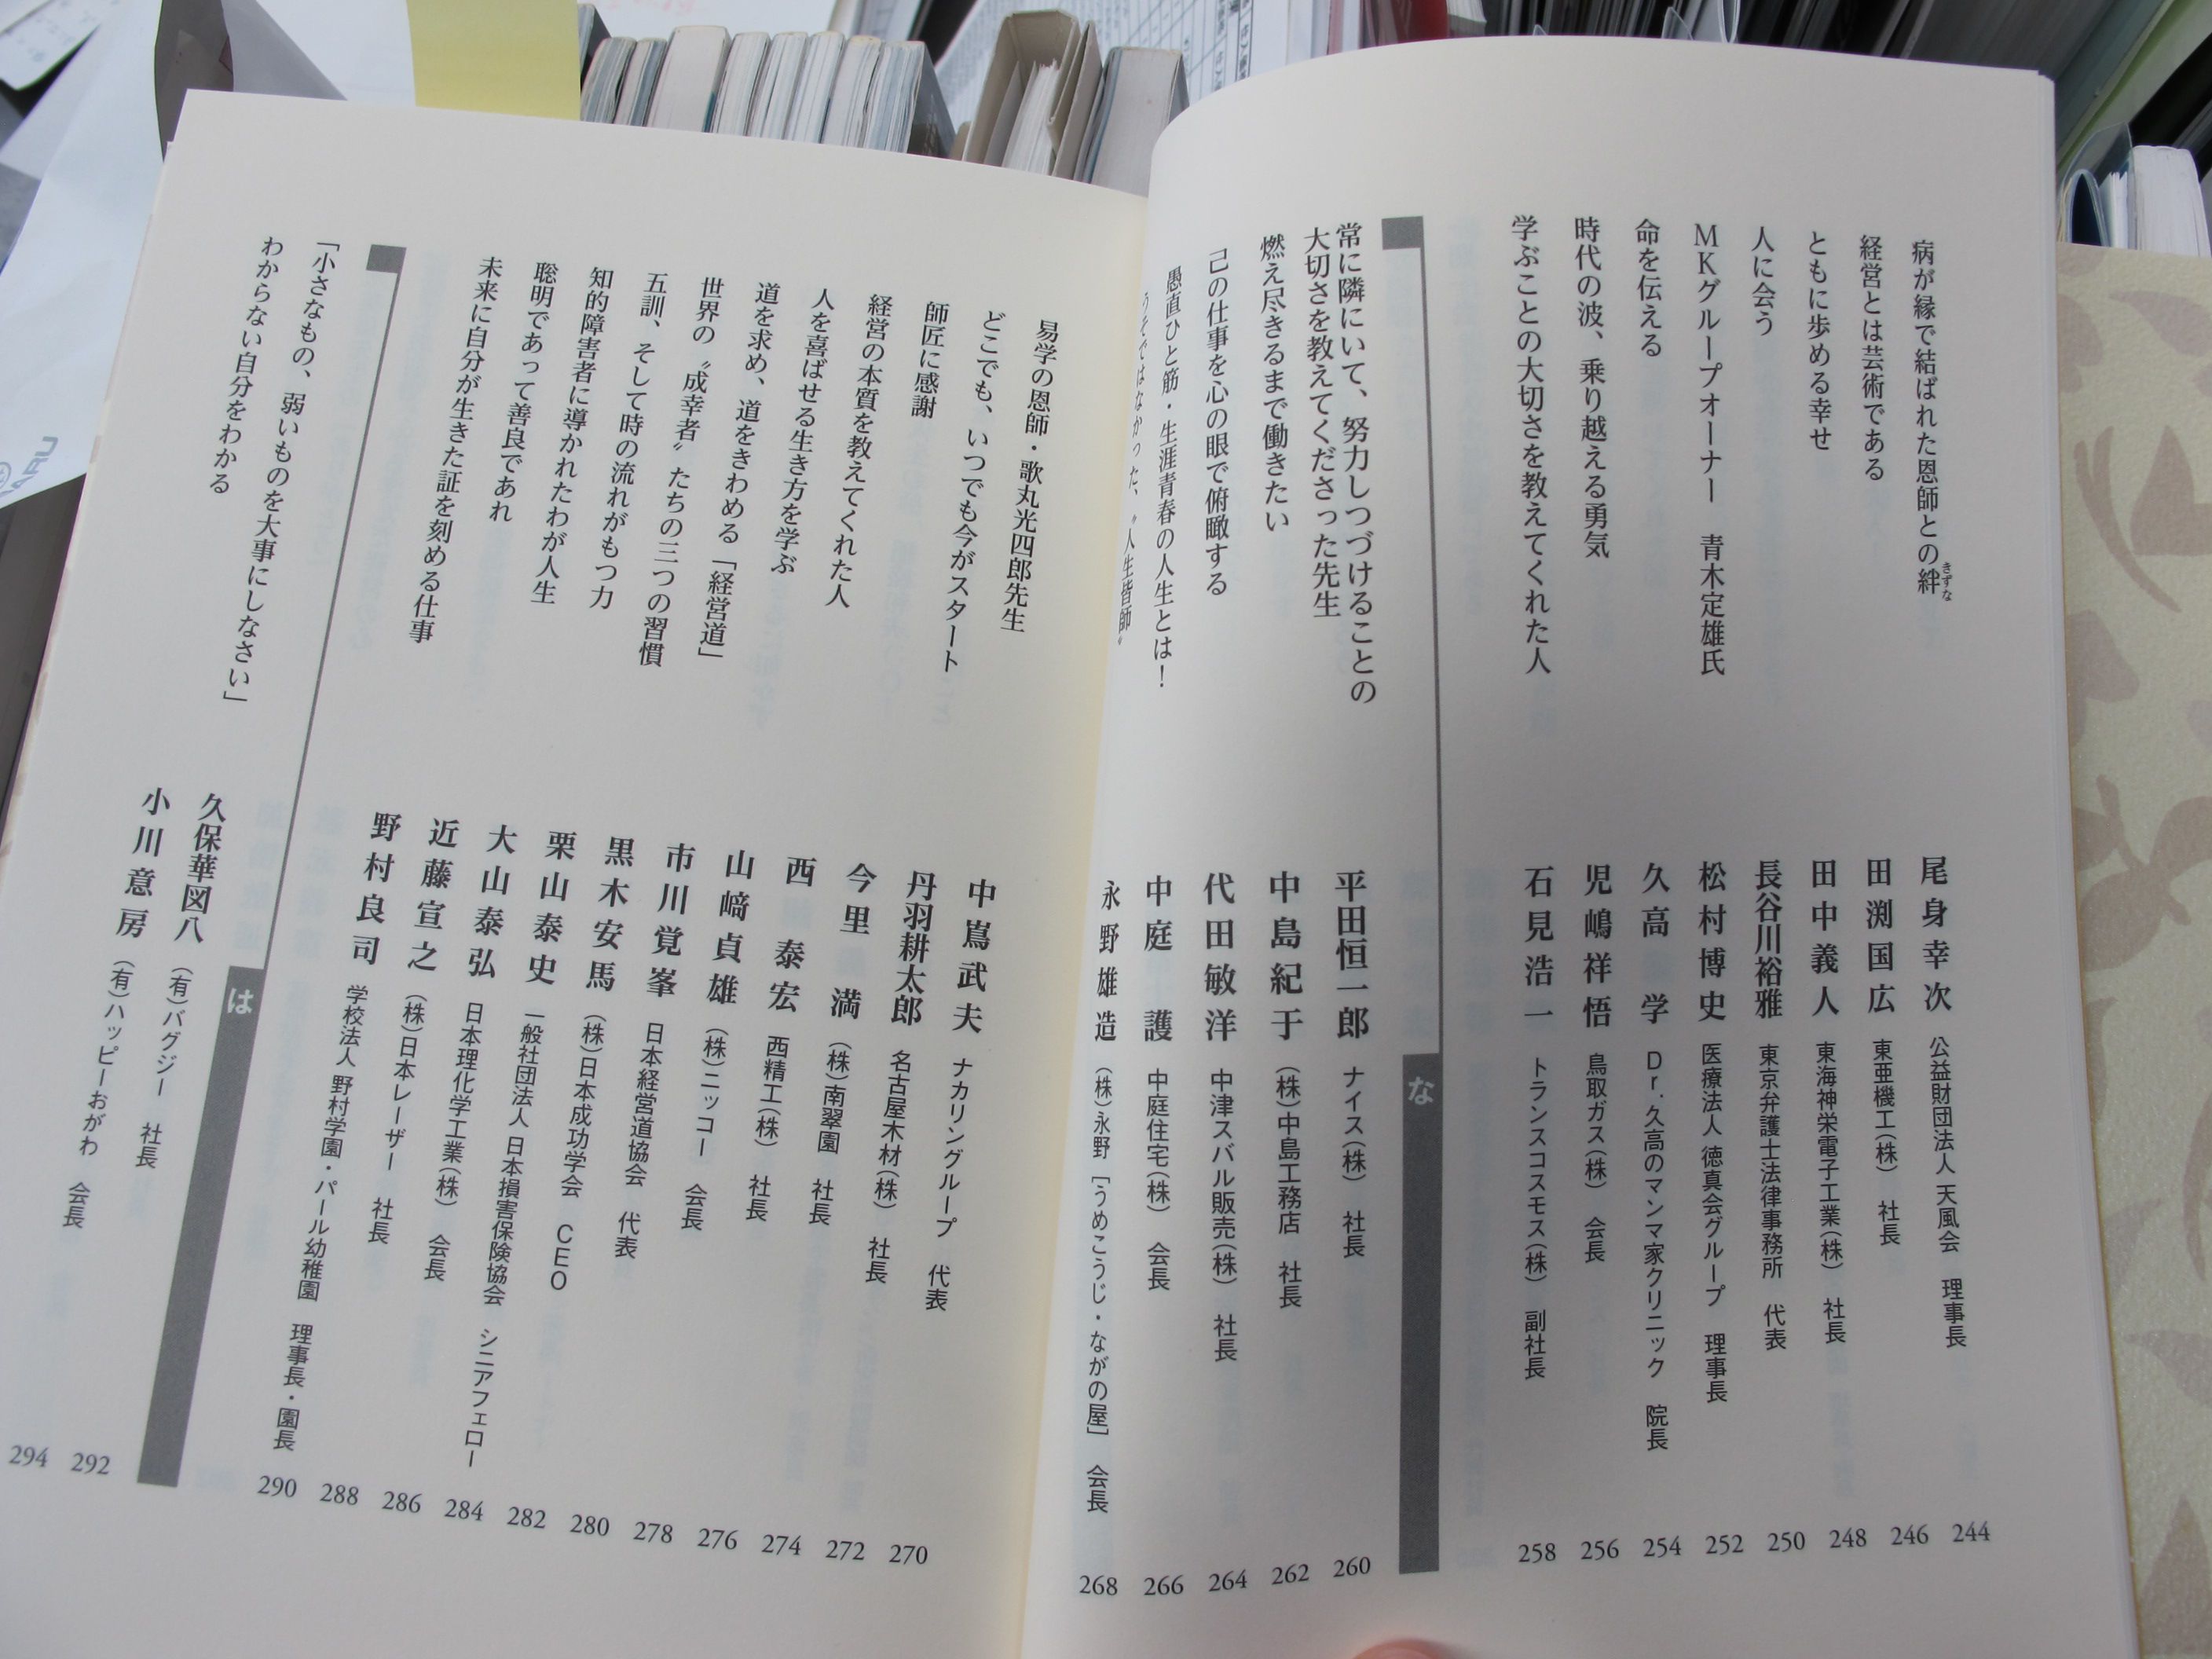 病が縁で結ばれた恩師との絆 尾身幸次 公益財団法人 天風会 理事長 244
きずな
経営とは芸術である 田渕国広 東亜機工(株) 社長 246
ともに歩める幸せ 田中義人 東海神栄電子工業(株) 社長 248
人に会う 長谷川裕雅 東京弁護士法律事務所 代表 250
MKグループオーナー 青木定雄氏 松村博史 医療法人 徳真会グループ 理事長 252
命を伝える 久高学 Dr.久高のマンマ家クリニック 院長 254
時代の波、乗り越える勇気 児嶋祥悟 鳥取ガス(株) 会長 256
学ぶことの大切さを教えてくれた人 石見浩一 トランスコスモス(株) 副社長 258
な
常に隣にいて、努力しつづけることの
大切さを教えてくださった先生 平田恒一郎 ナイス(株) 社長 260
燃え尽きるまで働きたい 中島紀于 (株)中島工務店 社長 262
己の仕事を心の眼で俯瞰する 代田敏洋 中津スバル販売(株) 社長 264
愚直ひと筋・生涯青春の人生とは！ 中庭護 中庭住宅(株) 会長 266
うそではなかった、〝人生皆師〟 永野雄造 (株)永野［うめこうじ・ながの屋］ 会長 268
易学の恩師・歌丸光四郎先生 中嶌武夫 ナカリングループ 代表 270
どこでも、いつでも今がスタート 丹羽耕太郎 名古屋木材(株) 社長 272
師匠に感謝 今里満 (株)南翠園 社長 274
経営の本質を教えてくれた人 西泰宏 西精工(株) 社長 276
人を喜ばせる生き方を学ぶ 山﨑貞雄 (株)ニッコー 会長 278
道を求め、道をきわめる「経営道」 市川覚峯 日本経営道協会 代表 280
世界の〝成幸者〟たちの三つの習慣 黒木安馬 (株)日本成功学会 CEO 282
五訓、そして時の流れがもつ力 栗山泰史 一般社団法人 日本損害保険協会 シニアフェロー 284
知的障害者に導かれたわが人生 大山泰弘 日本理化学工業(株) 会長 286
聡明であって善良であれ 近藤宣之 (株)日本レーザー 社長 288
未来に自分が生きた証を刻める仕事 野村良司 学校法人 野村学園・パール幼稚園 理事長・園長 290
は
「小さなもの、弱いものを大事にしなさい」 久保華図八 (有)バグジー 社長 292
わからない自分をわかる 小川意房 (有)ハッピーおがわ 会長 294